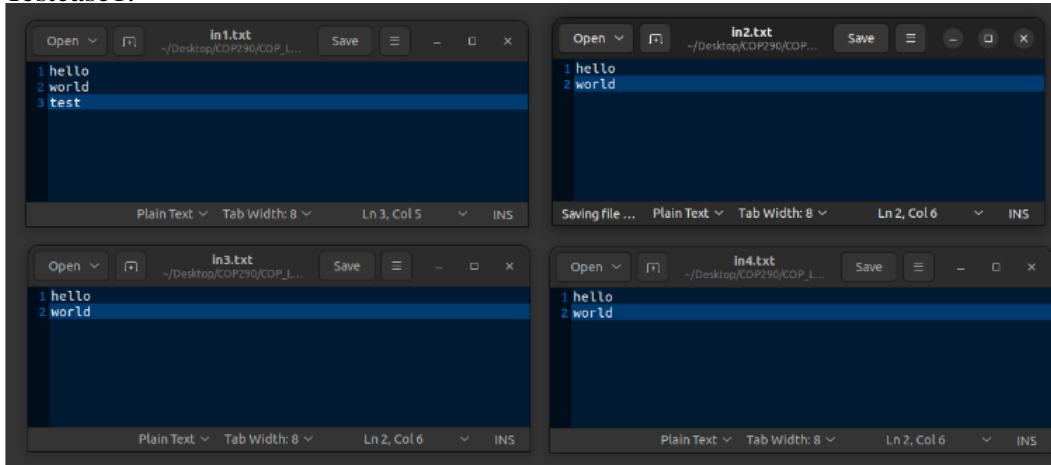 Open in1.txt Save
~/Desktop/COP290/COP_L...
1 hello
2 world
3 test
Plain Text Tab Width: 8 Ln 3, Col 5 INS
Open in2.txt Save
~/Desktop/COP290/COP...
1 hello
2 world
Saving file ... Plain Text Tab Width: 8 Ln 2, Col 6 INS
Open in3.txt Save
~/Desktop/COP290/COP_L...
1 hello
2 world
Plain Text Tab Width: 8 Ln 2, Col 6 INS
Open in4.txt Save
~/Desktop/COP290/COP_L...
1 hello
2 world
Plain Text Tab Width: 8 Ln 2, Col 6 INS